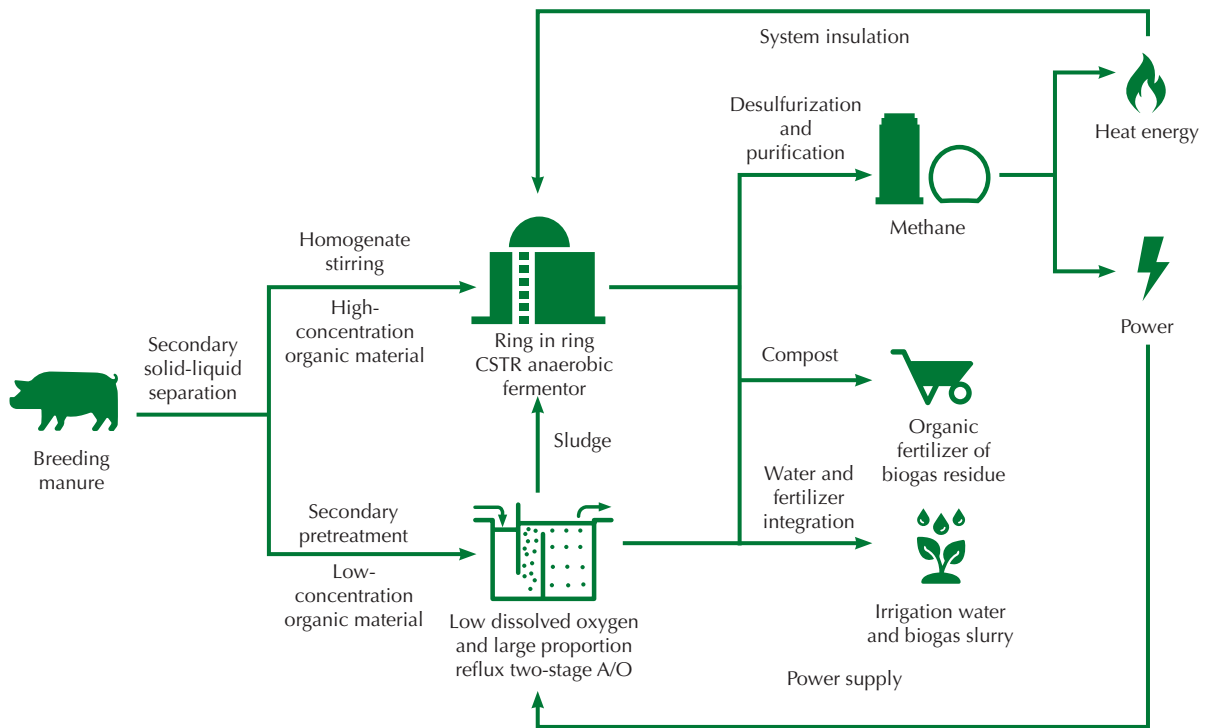 System insulation
Desulfurization
and
purification
Heat energy
Methane
Homogenate
stirring
High-
concentration
organic material
Ring in ring
CSTR anaerobic
fermentor
Power
Secondary
solid-liquid
separation
Compost
Breeding
manure
Sludge
Organic
fertilizer of
biogas residue
Water and
fertilizer
integration
Secondary
pretreatment
Low-
concentration
organic material
Low dissolved oxygen
and large proportion
reflux two-stage A/O
Irrigation water
and biogas slurry
Power supply